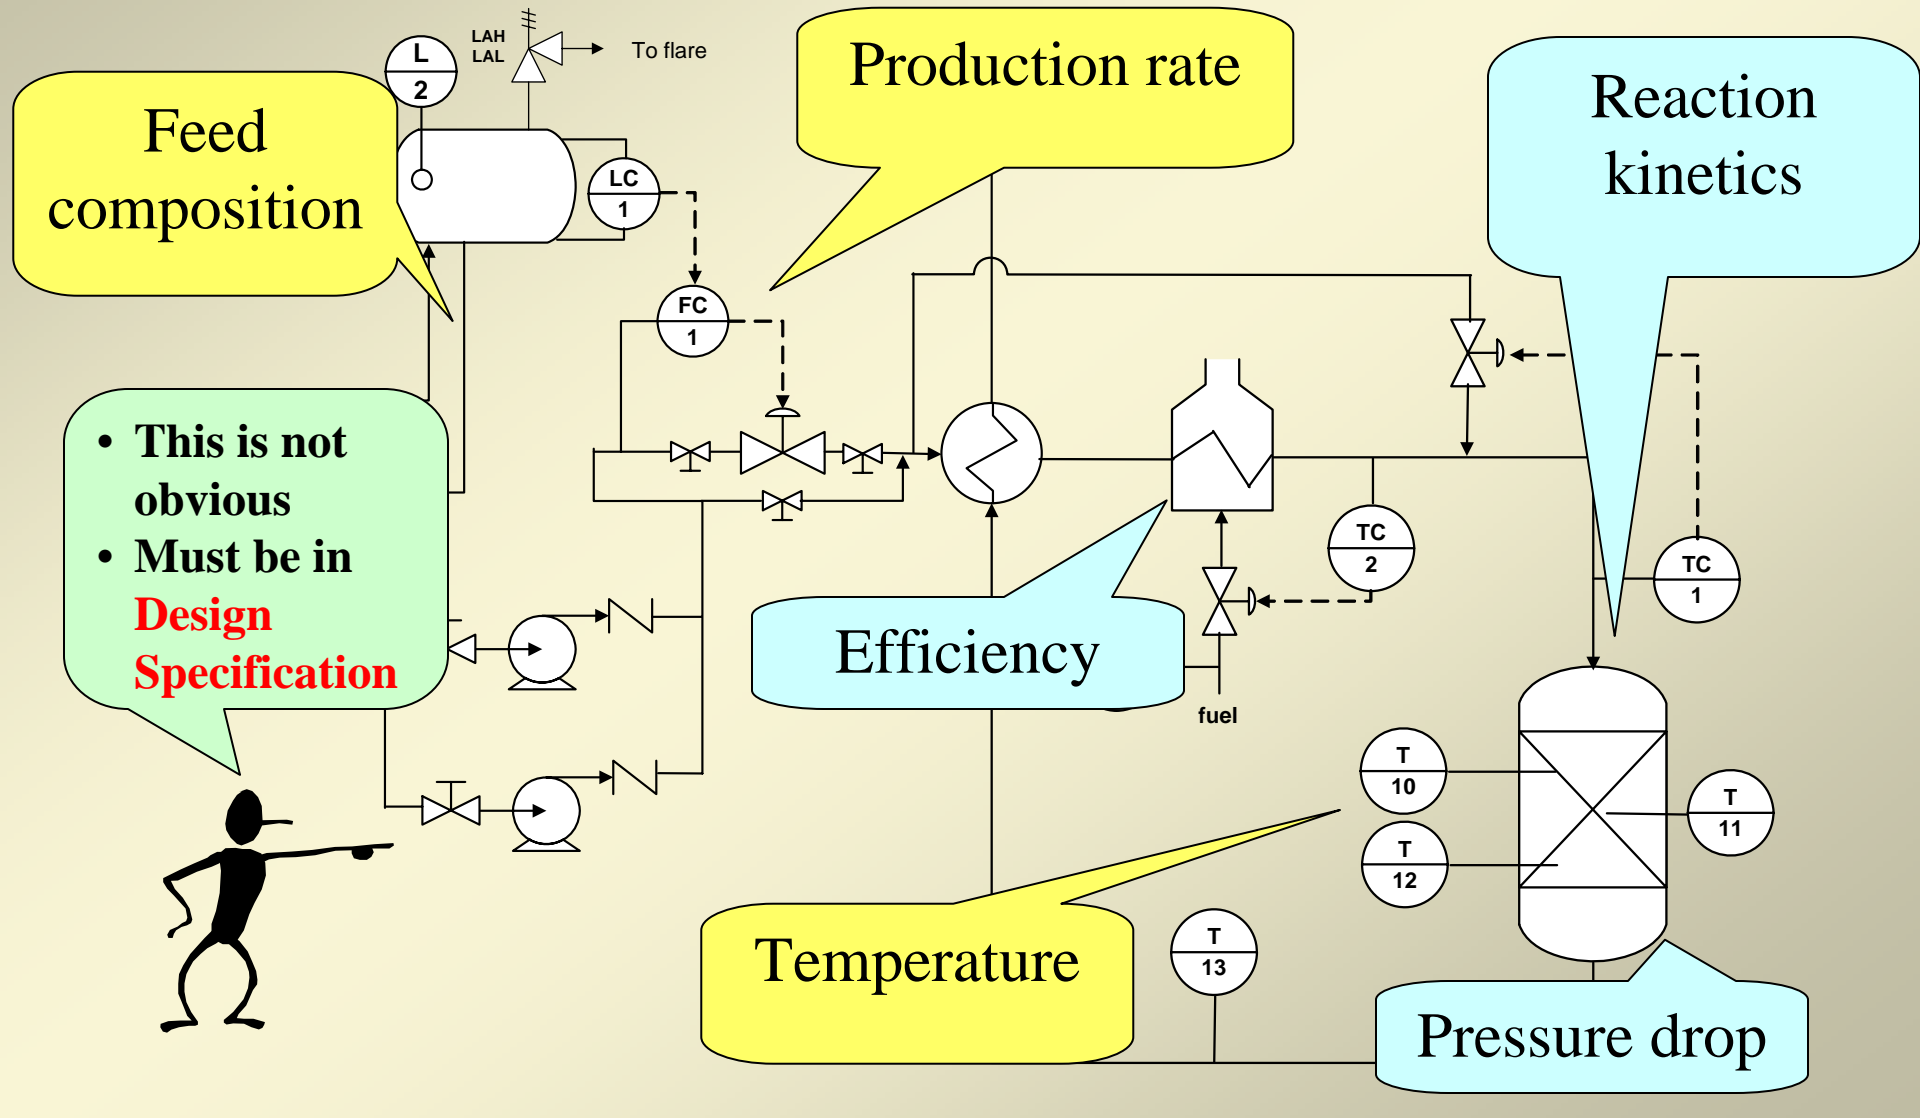 L
2
LAH
LAL
To flare
Production rate
Reaction
kinetics
Feed
composition
LC
1
FC
1
• This is not
obvious
• Must be in
Design
Specification
TC
2
TC
1
Efficiency
fuel
T
10
T
11
T
12
Temperature
T
13
Pressure drop